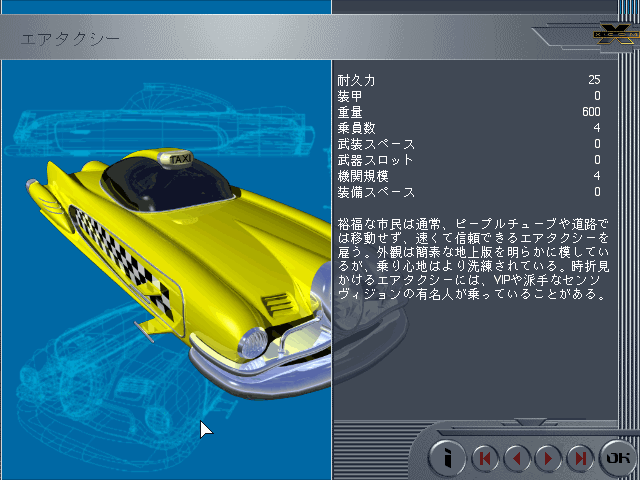 エアタクシー
TAXI
耐久力 25
装甲 0
重量 600
乗員数 4
武装スペース 0
武器スロット 0
機関規模 4
装備スペース 0
裕福な市民は通常、ピープルチューブや道路で
は移動せず、速くて信頼できるエアタクシーを
雇う。外観は簡素な地上版を明らかに模してい
るが、乗り心地はより洗練されている。時折見
かけるエアタクシーには、VIPや派手なセンソ
ヴィジョンの有名人が乗っていることがある。
i
OK